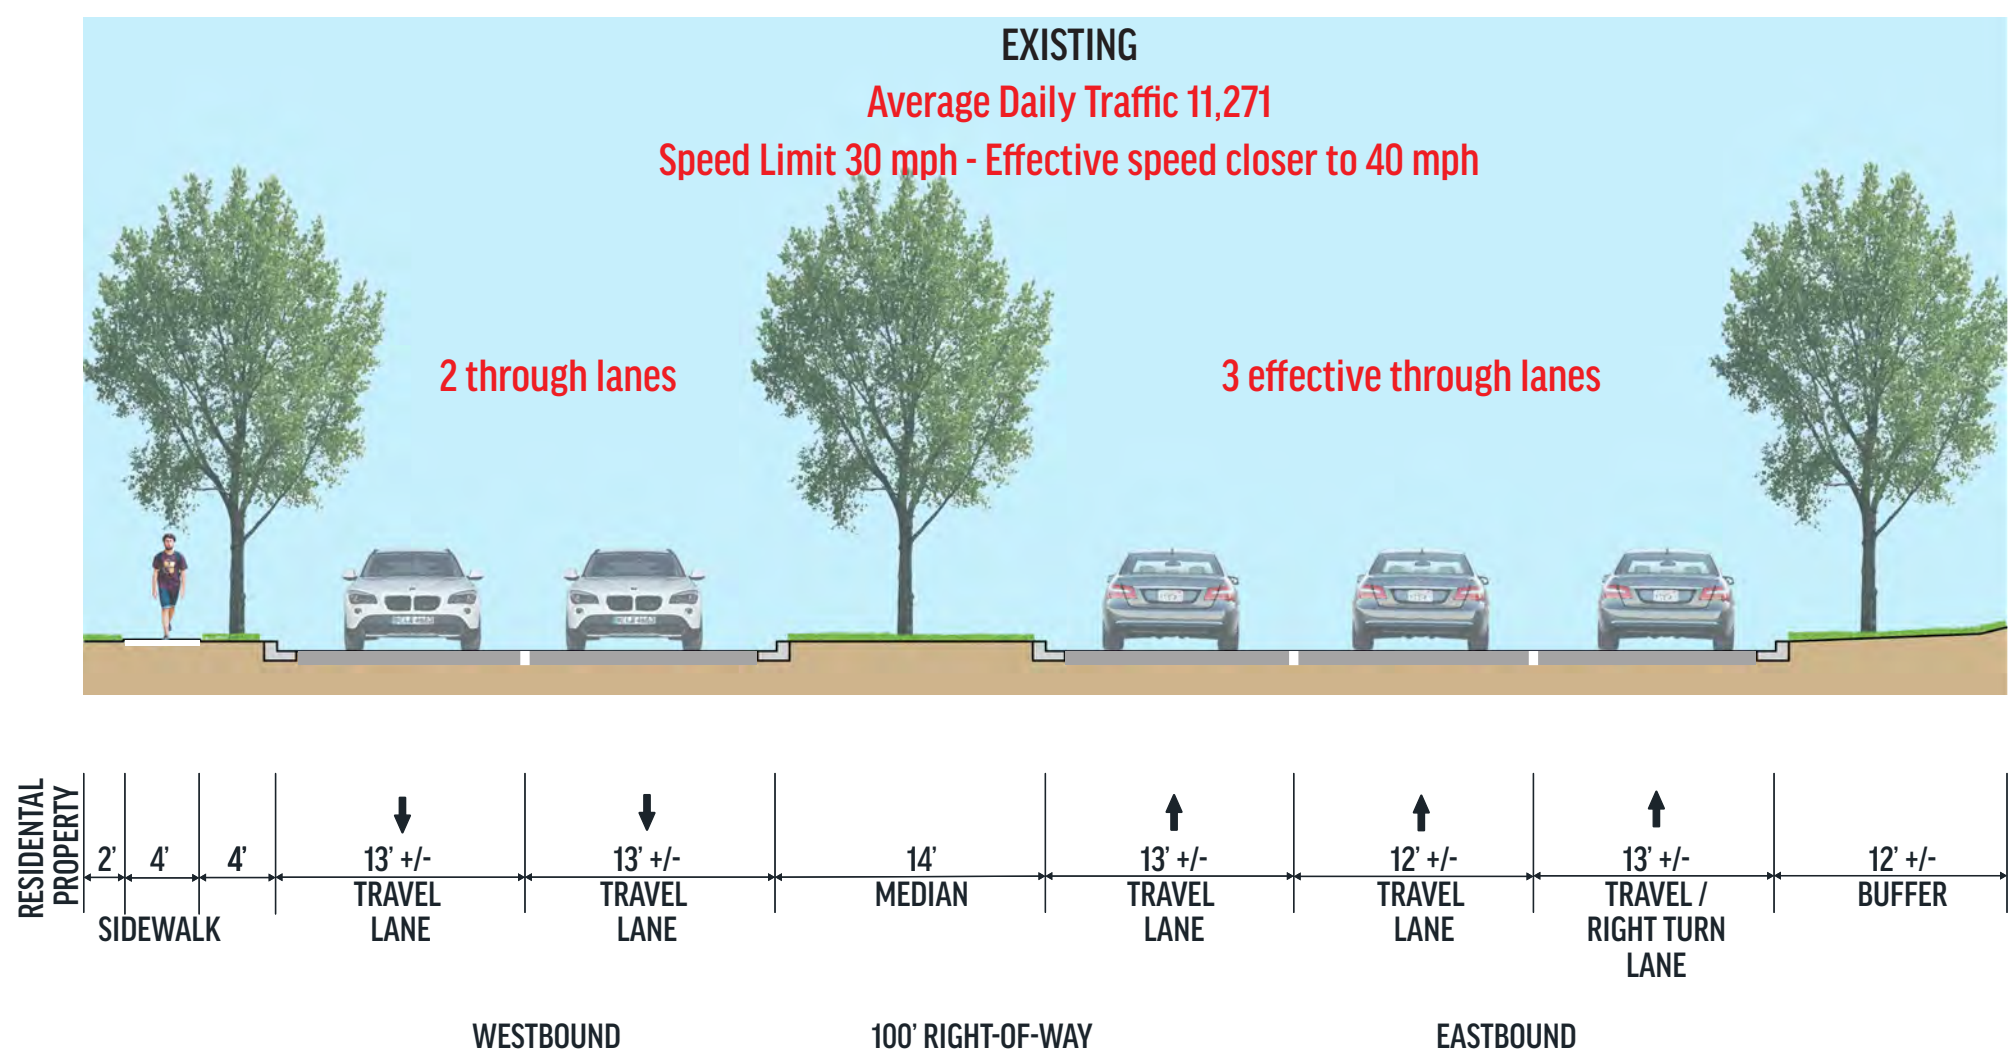 EXISTING
Average Daily Traffic 11,271
Speed Limit 30 mph - Effective speed closer to 40 mph
2 through lanes
3 effective through lanes
RESIDENTAL
PROPERTY
2’
4’
4’
SIDEWALK
13’ +/-
TRAVEL
LANE
13’ +/-
TRAVEL
LANE
14’
MEDIAN
13’ +/-
TRAVEL
LANE
12’ +/-
TRAVEL
LANE
13’ +/-
TRAVEL /
RIGHT TURN
LANE
12’ +/-
BUFFER
WESTBOUND
100’ RIGHT-OF-WAY
EASTBOUND